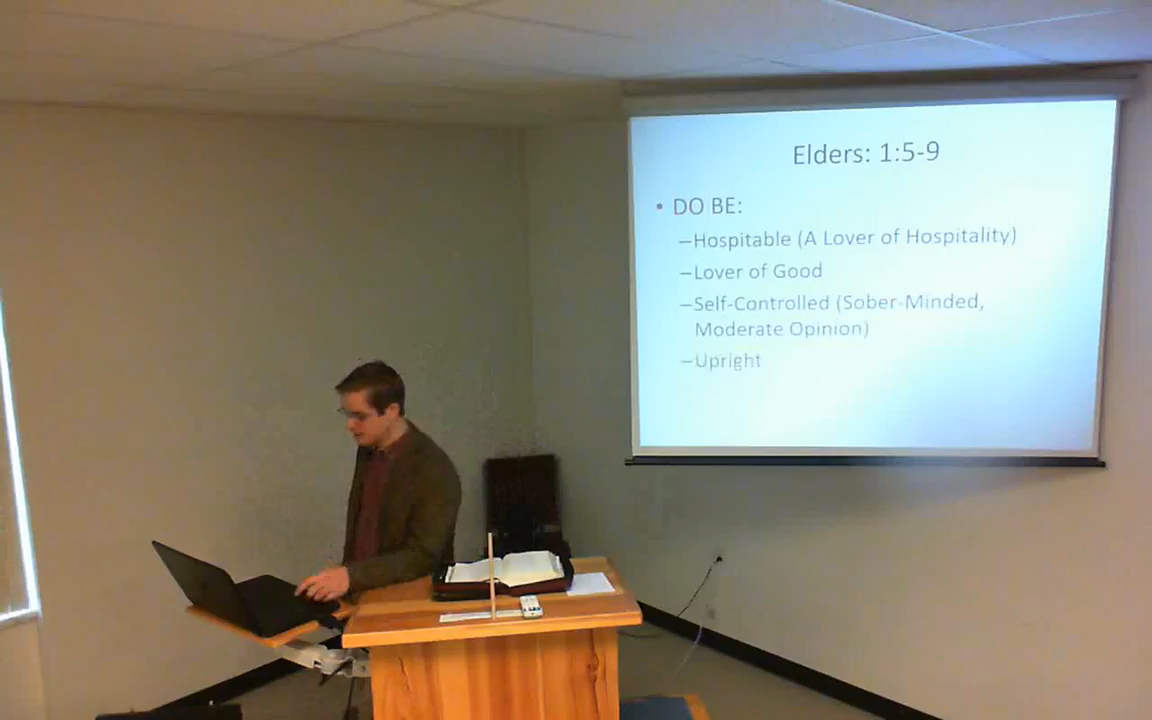 Elders: 1:5-9
• DO BE:
–Hospitable (A Lover of Hospitality)
–Lover of Good
–Self-Controlled (Sober-Minded,
Moderate Opinion)
–Upright